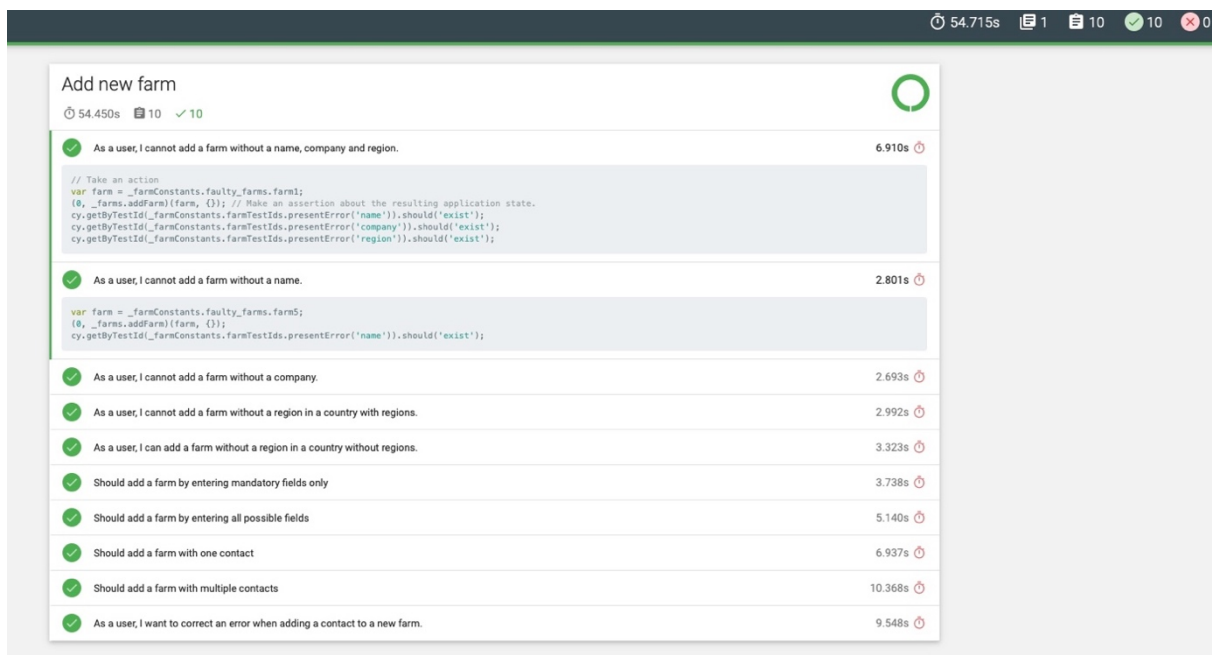 54.715s 1 10 10 0
Add new farm
54.450s 10 10
As a user, I cannot add a farm without a name, company and region. 6.910s
// Take an action
var farm = _farmConstants.faulty_farms.farm1;
(0, _farms.addFarm)(farm, {}); // Make an assertion about the resulting application state.
cy.getByTestId(_farmConstants.farmTestIds.presentError('name')).should('exist');
cy.getByTestId(_farmConstants.farmTestIds.presentError('company')).should('exist');
cy.getByTestId(_farmConstants.farmTestIds.presentError('region')).should('exist');
As a user, I cannot add a farm without a name. 2.801s
var farm = _farmConstants.faulty_farms.farm5;
(0, _farms.addFarm)(farm, {});
cy.getByTestId(_farmConstants.farmTestIds.presentError('name')).should('exist');
As a user, I cannot add a farm without a company. 2.693s
As a user, I cannot add a farm without a region in a country with regions. 2.992s
As a user, I can add a farm without a region in a country without regions. 3.323s
Should add a farm by entering mandatory fields only 3.738s
Should add a farm by entering all possible fields 5.140s
Should add a farm with one contact 6.937s
Should add a farm with multiple contacts 10.368s
As a user, I want to correct an error when adding a contact to a new farm. 9.548s